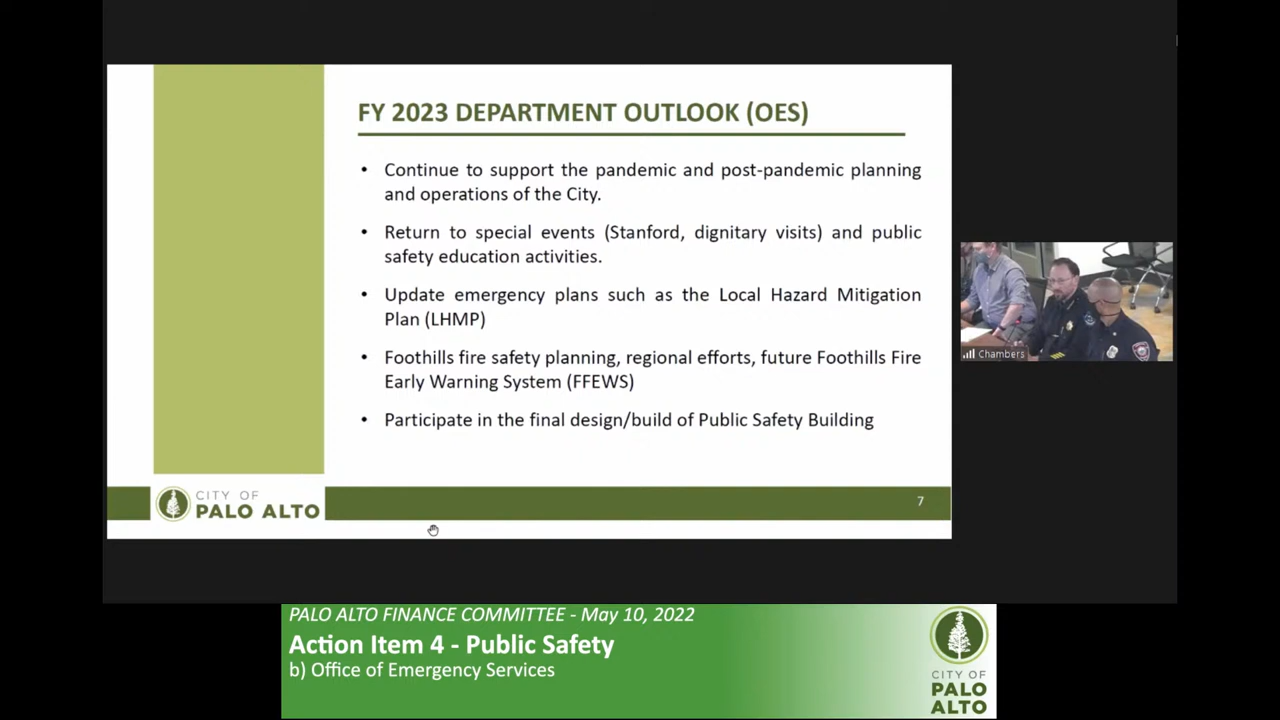 FY 2023 DEPARTMENT OUTLOOK (OES)
• Continue to support the pandemic and post-pandemic planning
and operations of the City.
• Return to special events (Stanford, dignitary visits) and public
safety education activities.
• Update emergency plans such as the Local Hazard Mitigation
Plan (LHMP)
• Foothills fire safety planning, regional efforts, future Foothills Fire
Early Warning System (FFEWS)
• Participate in the final design/build of Public Safety Building
CITY OF
PALO ALTO
7
Chambers
PALO ALTO FINANCE COMMITTEE - May 10, 2022
Action Item 4 - Public Safety
b) Office of Emergency Services
CITY OF
PALO
ALTO